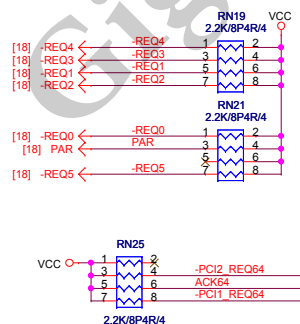 RN19 VCC
2.2K/8P4R/4
[18] -REQ4 -REQ4 1 2
[18] -REQ3 -REQ3 3 4
[18] -REQ1 -REQ1 5 6
[18] -REQ2 -REQ2 7 8
RN21
2.2K/8P4R/4
[18] -REQ0 -REQ0 1 2
[18] PAR PAR 3 4
5 6
[18] -REQ5 -REQ5 7 8
RN25
VCC 1 2
3 4 -PCI2_REQ64
5 6 ACK64
7 8 -PCI1_REQ64
2.2K/8P4R/4